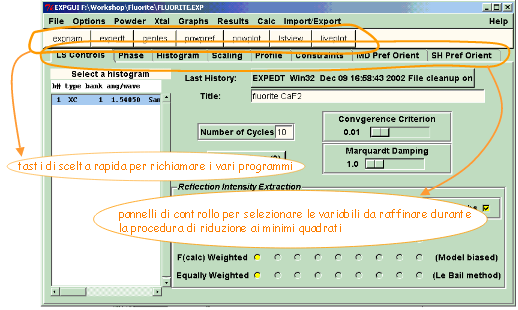 EXPGUI F:\Workshop\Fluorite\FLUORITE.EXP
File Options Powder Xtal Graphs Results Calc Import/Export Help
expnam expedt genles powpref powplot lstview liveplot
LS Controls Phase Histogram Scaling Profile Constraints MD Pref Orient SH Pref Orient
Select a histogram
h# type bank ang/wave
1 XC 1 1.54050 Sam
Last History: EXPEDT Win32 Dec 09 16:58:43 2002 File cleanup on
Title: fluorite CaF2
Number of Cycles 10
Convgerence Criterion
0.01
Marquardt Damping
1.0
tasti di scelta rapida per richiamare i vari programmi
Reflection Intensity Extraction
pannelli di controllo per selezionare le variabili da raffinare durante
la procedura di riduzione ai minimi quadrati
F(calc) Weighted (Model biased)
Equally Weighted (Le Bail method)